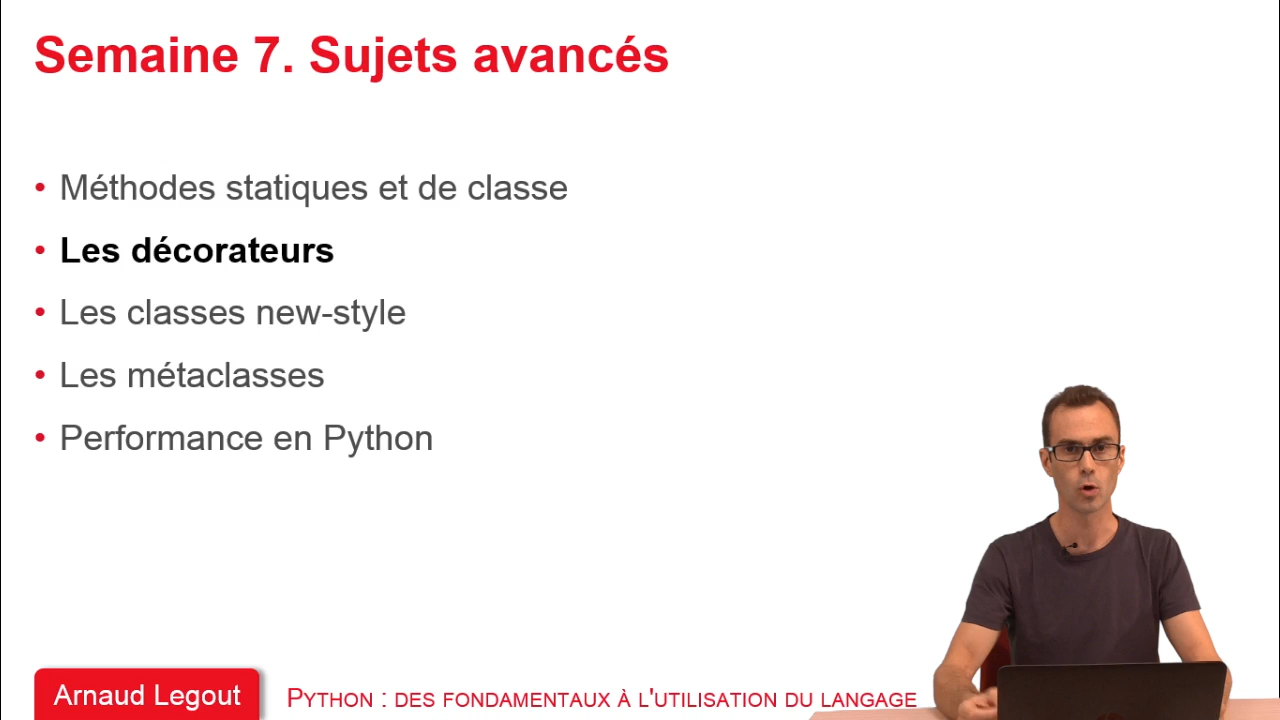 Semaine 7. Sujets avancés
• Méthodes statiques et de classe
• Les décorateurs
• Les classes new-style
• Les métaclasses
• Performance en Python
Arnaud Legout
PYTHON : DES FONDAMENTAUX À L'UTILISATION DU LANGAGE